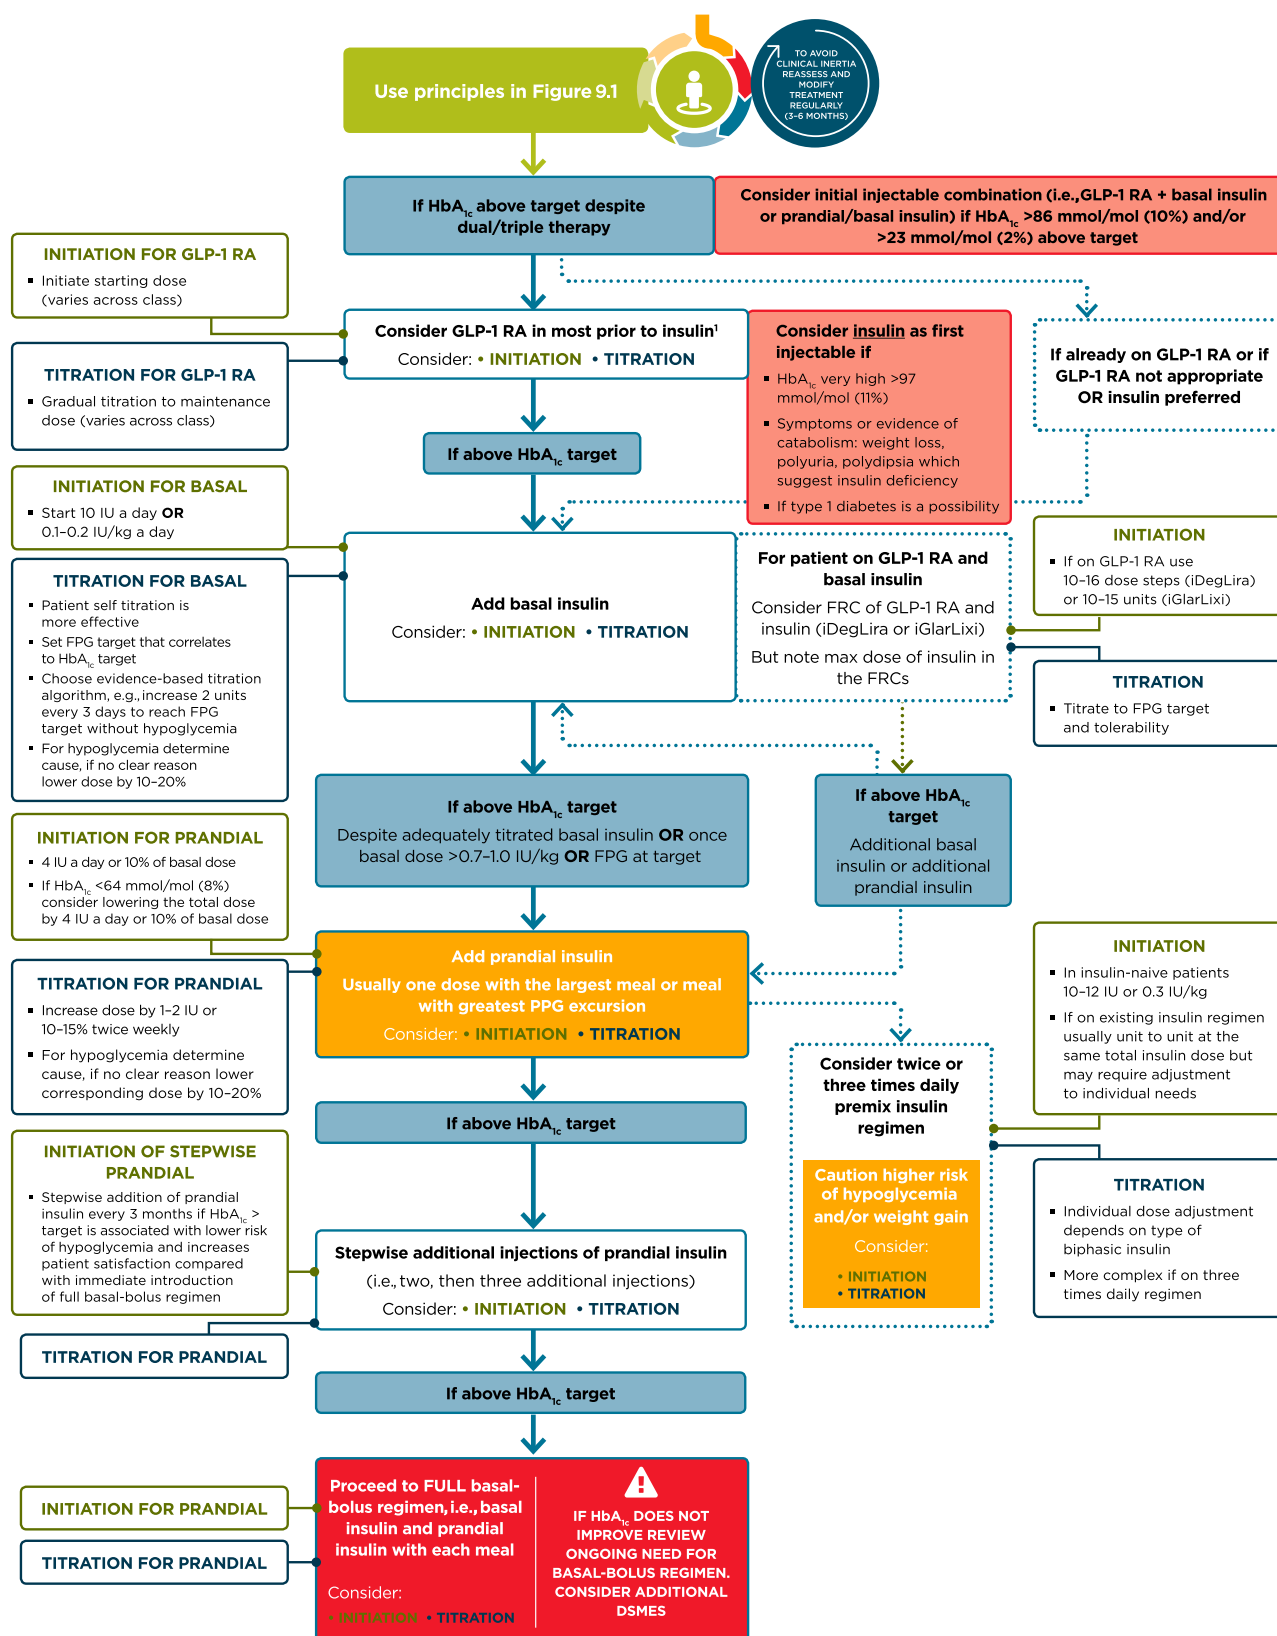 Use principles in Figure 9.1
TO AVOID
CLINICAL INERTIA
REASSESS AND
MODIFY
TREATMENT
REGULARLY
(3–6 MONTHS)
If HbA1c above target despite
dual/triple therapy
Consider initial injectable combination (i.e., GLP-1 RA + basal insulin
or prandial/basal insulin) if HbA1c >86 mmol/mol (10%) and/or
>23 mmol/mol (2%) above target
INITIATION FOR GLP-1 RA
▪ Initiate starting dose
(varies across class)
Consider GLP-1 RA in most prior to insulin¹
Consider: • INITIATION • TITRATION
Consider insulin as first
injectable if
▪ HbA1c very high >97
mmol/mol (11%)
▪ Symptoms or evidence of
catabolism: weight loss,
polyuria, polydipsia which
suggest insulin deficiency
▪ If type 1 diabetes is a possibility
If already on GLP-1 RA or if
GLP-1 RA not appropriate
OR insulin preferred
TITRATION FOR GLP-1 RA
▪ Gradual titration to maintenance
dose (varies across class)
If above HbA1c target
INITIATION FOR BASAL
▪ Start 10 IU a day OR
0.1–0.2 IU/kg a day
TITRATION FOR BASAL
▪ Patient self titration is
more effective
▪ Set FPG target that correlates
to HbA1c target
▪ Choose evidence-based titration
algorithm, e.g., increase 2 units
every 3 days to reach FPG
target without hypoglycemia
▪ For hypoglycemia determine
cause, if no clear reason
lower dose by 10–20%
Add basal insulin
Consider: • INITIATION • TITRATION
For patient on GLP-1 RA and
basal insulin
Consider FRC of GLP-1 RA and
insulin (iDegLira or iGlarLixi)
But note max dose of insulin in
the FRCs
INITIATION
▪ If on GLP-1 RA use
10–16 dose steps (iDegLira)
or 10–15 units (iGlarLixi)
TITRATION
▪ Titrate to FPG target
and tolerability
If above HbA1c target
Despite adequately titrated basal insulin OR once
basal dose >0.7–1.0 IU/kg OR FPG at target
If above HbA1c
target
Additional basal
insulin or additional
prandial insulin
INITIATION FOR PRANDIAL
▪ 4 IU a day or 10% of basal dose
▪ If HbA1c <64 mmol/mol (8%)
consider lowering the total dose
by 4 IU a day or 10% of basal dose
Add prandial insulin
Usually one dose with the largest meal or meal
with greatest PPG excursion
Consider: • INITIATION • TITRATION
TITRATION FOR PRANDIAL
▪ Increase dose by 1–2 IU or
10–15% twice weekly
▪ For hypoglycemia determine
cause, if no clear reason lower
corresponding dose by 10–20%
Consider twice or
three times daily
premix insulin
regimen
Caution higher risk
of hypoglycemia
and/or weight gain
Consider:
• INITIATION
• TITRATION
INITIATION
▪ In insulin-naive patients
10–12 IU or 0.3 IU/kg
▪ If on existing insulin regimen
usually unit to unit at the
same total insulin dose but
may require adjustment
to individual needs
TITRATION
▪ Individual dose adjustment
depends on type of
biphasic insulin
▪ More complex if on three
times daily regimen
If above HbA1c target
INITIATION OF STEPWISE
PRANDIAL
▪ Stepwise addition of prandial
insulin every 3 months if HbA1c >
target is associated with lower risk
of hypoglycemia and increases
patient satisfaction compared
with immediate introduction
of full basal-bolus regimen
Stepwise additional injections of prandial insulin
(i.e., two, then three additional injections)
Consider: • INITIATION • TITRATION
TITRATION FOR PRANDIAL
If above HbA1c target
INITIATION FOR PRANDIAL
TITRATION FOR PRANDIAL
Proceed to FULL basal-
bolus regimen, i.e., basal
insulin and prandial
insulin with each meal
Consider:
• INITIATION • TITRATION
IF HbA1c DOES NOT
IMPROVE REVIEW
ONGOING NEED FOR
BASAL-BOLUS REGIMEN.
CONSIDER ADDITIONAL
DSMES